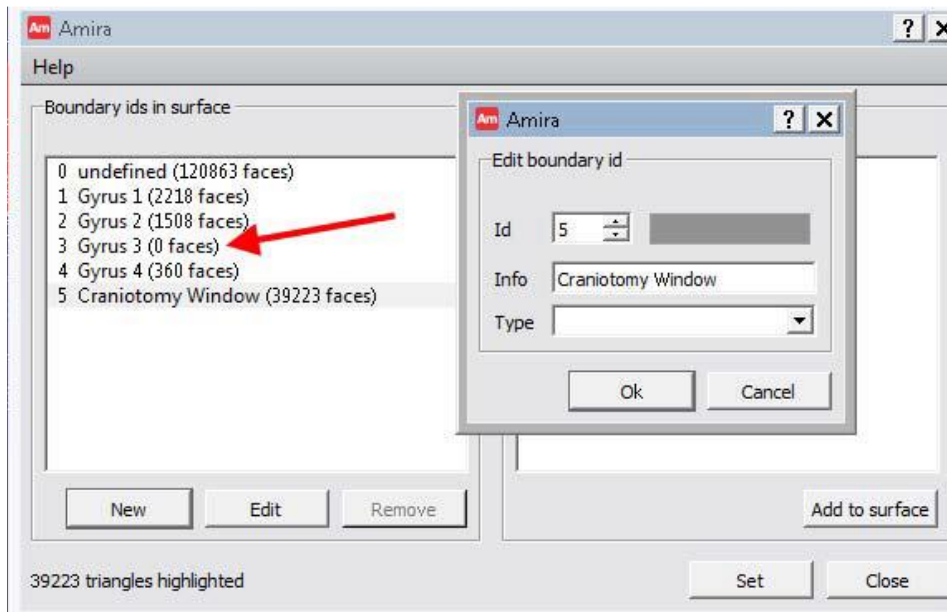 Am Amira ? X
Help
Boundary ids in surface
0 undefined (120863 faces)
1 Gyrus 1 (2218 faces)
2 Gyrus 2 (1508 faces)
3 Gyrus 3 (0 faces)
4 Gyrus 4 (360 faces)
5 Craniotomy Window (39223 faces)
New Edit Remove
Am Amira ? X
Edit boundary id
Id 5
Info Craniotomy Window
Type
Ok Cancel
Add to surface
39223 triangles highlighted
Set Close